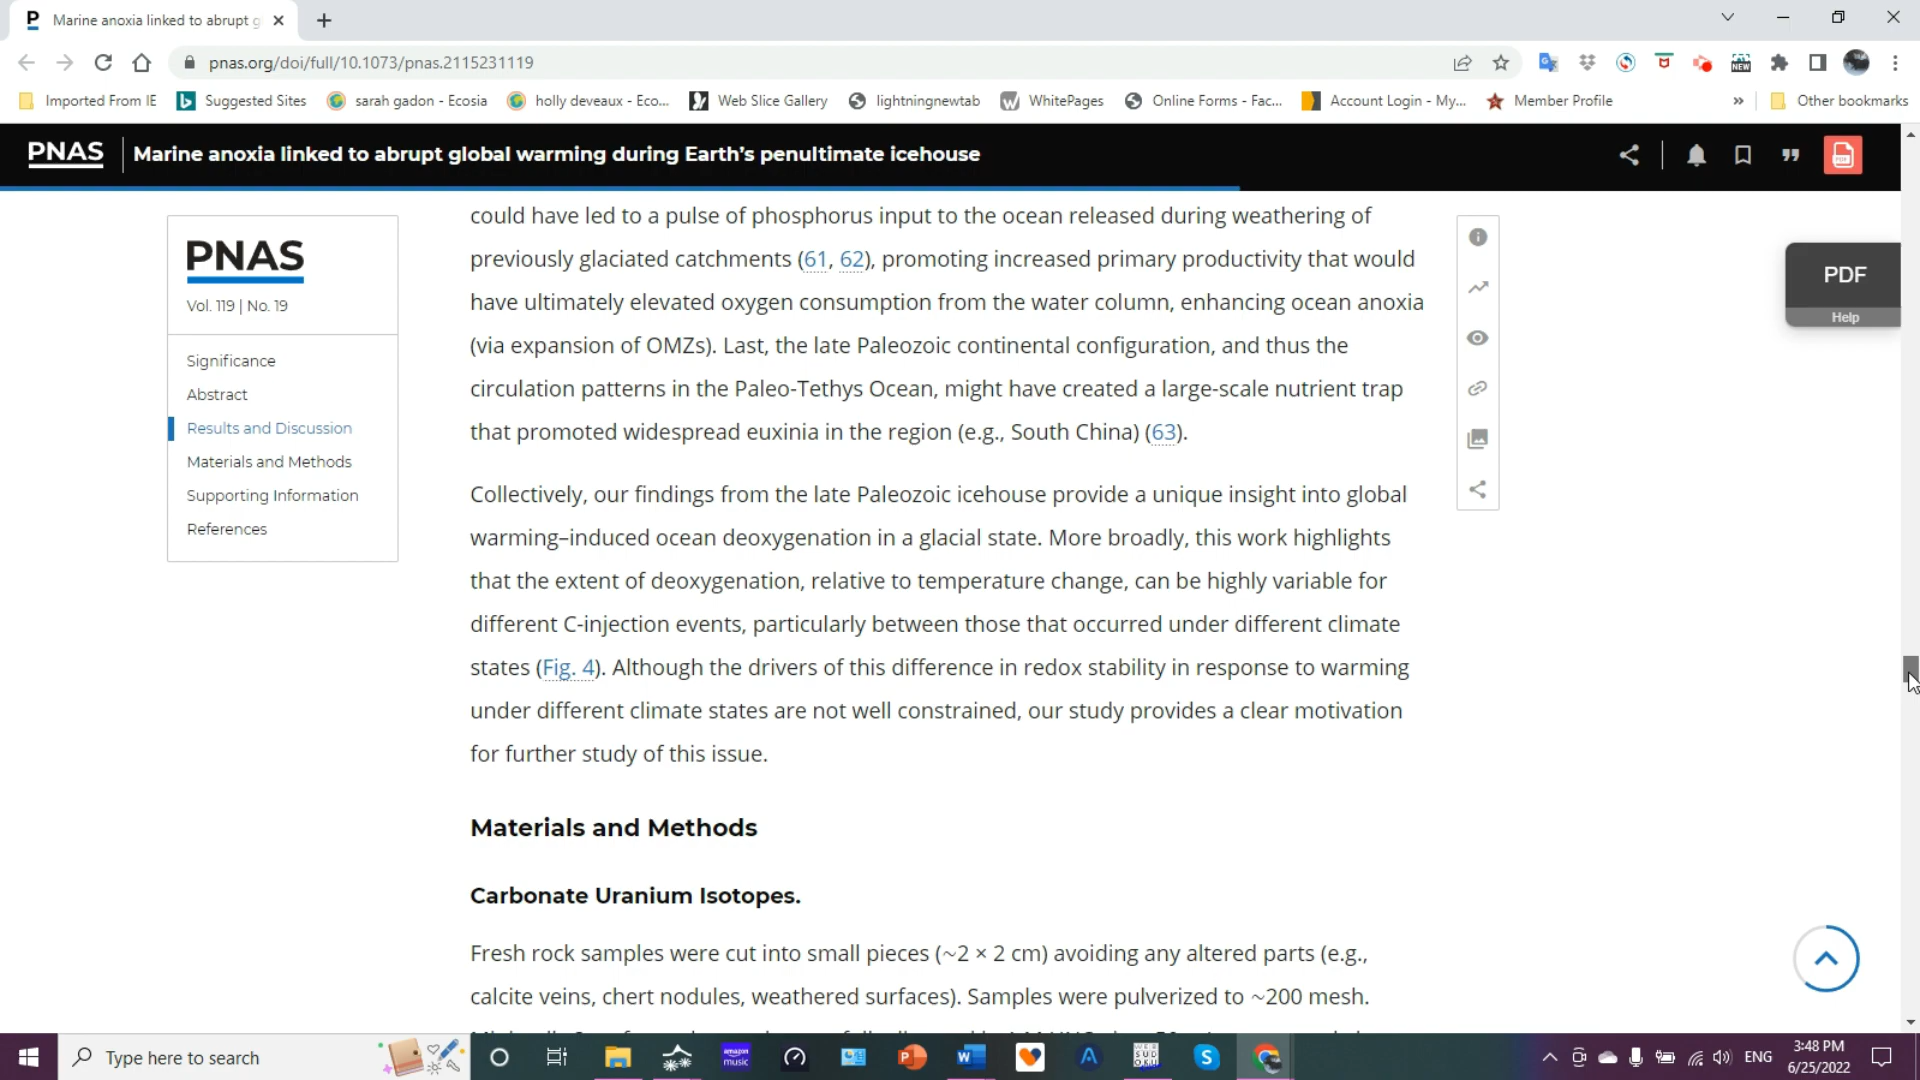 Marine anoxia linked to abrupt g
pnas.org/doi/full/10.1073/pnas.2115231119
Imported From IE
Suggested Sites
sarah gadon - Ecosia
holly deveaux - Eco...
Web Slice Gallery
lightningnewtab
WhitePages
Online Forms - Fac...
Account Login - My...
Member Profile
»
Other bookmarks
PNAS
Marine anoxia linked to abrupt global warming during Earth's penultimate icehouse
PNAS
Vol. 119 | No. 19
Significance
Abstract
Results and Discussion
Materials and Methods
Supporting Information
References
could have led to a pulse of phosphorus input to the ocean released during weathering of
previously glaciated catchments (61, 62), promoting increased primary productivity that would
have ultimately elevated oxygen consumption from the water column, enhancing ocean anoxia
(via expansion of OMZs). Last, the late Paleozoic continental configuration, and thus the
circulation patterns in the Paleo-Tethys Ocean, might have created a large-scale nutrient trap
that promoted widespread euxinia in the region (e.g., South China) (63).
Collectively, our findings from the late Paleozoic icehouse provide a unique insight into global
warming–induced ocean deoxygenation in a glacial state. More broadly, this work highlights
that the extent of deoxygenation, relative to temperature change, can be highly variable for
different C-injection events, particularly between those that occurred under different climate
states (Fig. 4). Although the drivers of this difference in redox stability in response to warming
under different climate states are not well constrained, our study provides a clear motivation
for further study of this issue.
Materials and Methods
Carbonate Uranium Isotopes.
Fresh rock samples were cut into small pieces (~2 × 2 cm) avoiding any altered parts (e.g.,
calcite veins, chert nodules, weathered surfaces). Samples were pulverized to ~200 mesh.
PDF
Help
Type here to search
amazon music
ENG
3:48 PM
6/25/2022